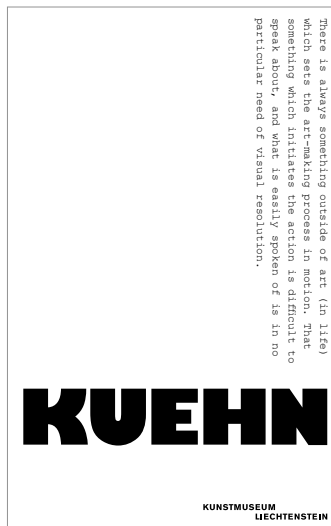 There is always something outside of art (in life)
which sets the art-making process in motion. That
something which initiates the action is difficult to
speak about, and what is easily spoken of is in no
particular need of visual resolution.
KUEHN
KUNSTMUSEUM
LIECHTENSTEIN